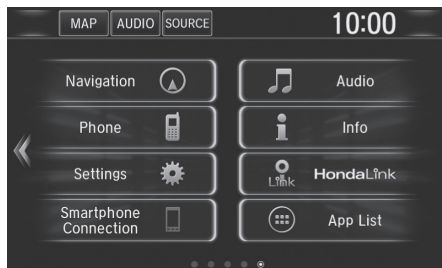 MAP AUDIO SOURCE 10:00
Navigation Audio
Phone Info
Settings Link HondaLink
Smartphone
Connection
App List